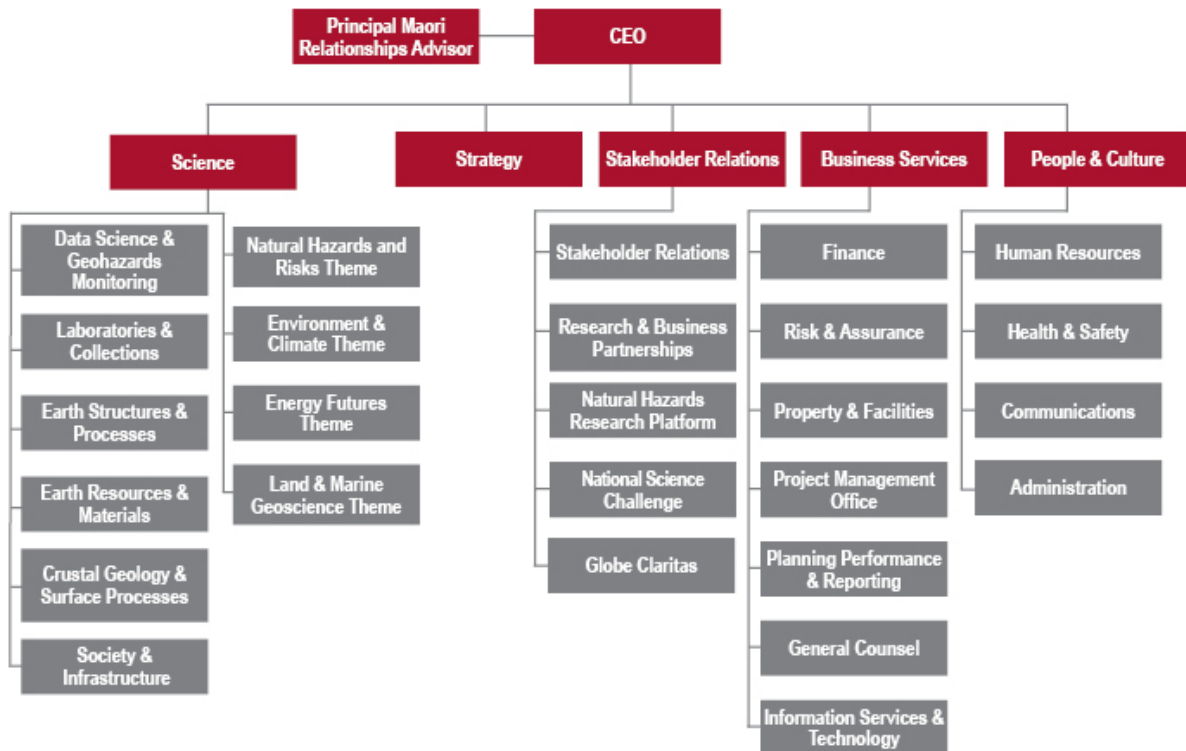 Principal Maori
Relationships Advisor
CEO
Science
Strategy
Stakeholder Relations
Business Services
People & Culture
Data Science &
Geohazards
Monitoring
Laboratories &
Collections
Earth Structures &
Processes
Earth Resources &
Materials
Crustal Geology &
Surface Processes
Society &
Infrastructure
Natural Hazards and
Risks Theme
Environment &
Climate Theme
Energy Futures
Theme
Land & Marine
Geoscience Theme
Stakeholder Relations
Research & Business
Partnerships
Natural Hazards
Research Platform
National Science
Challenge
Globe Claritas
Finance
Risk & Assurance
Property & Facilities
Project Management
Office
Planning Performance
& Reporting
General Counsel
Information Services &
Technology
Human Resources
Health & Safety
Communications
Administration